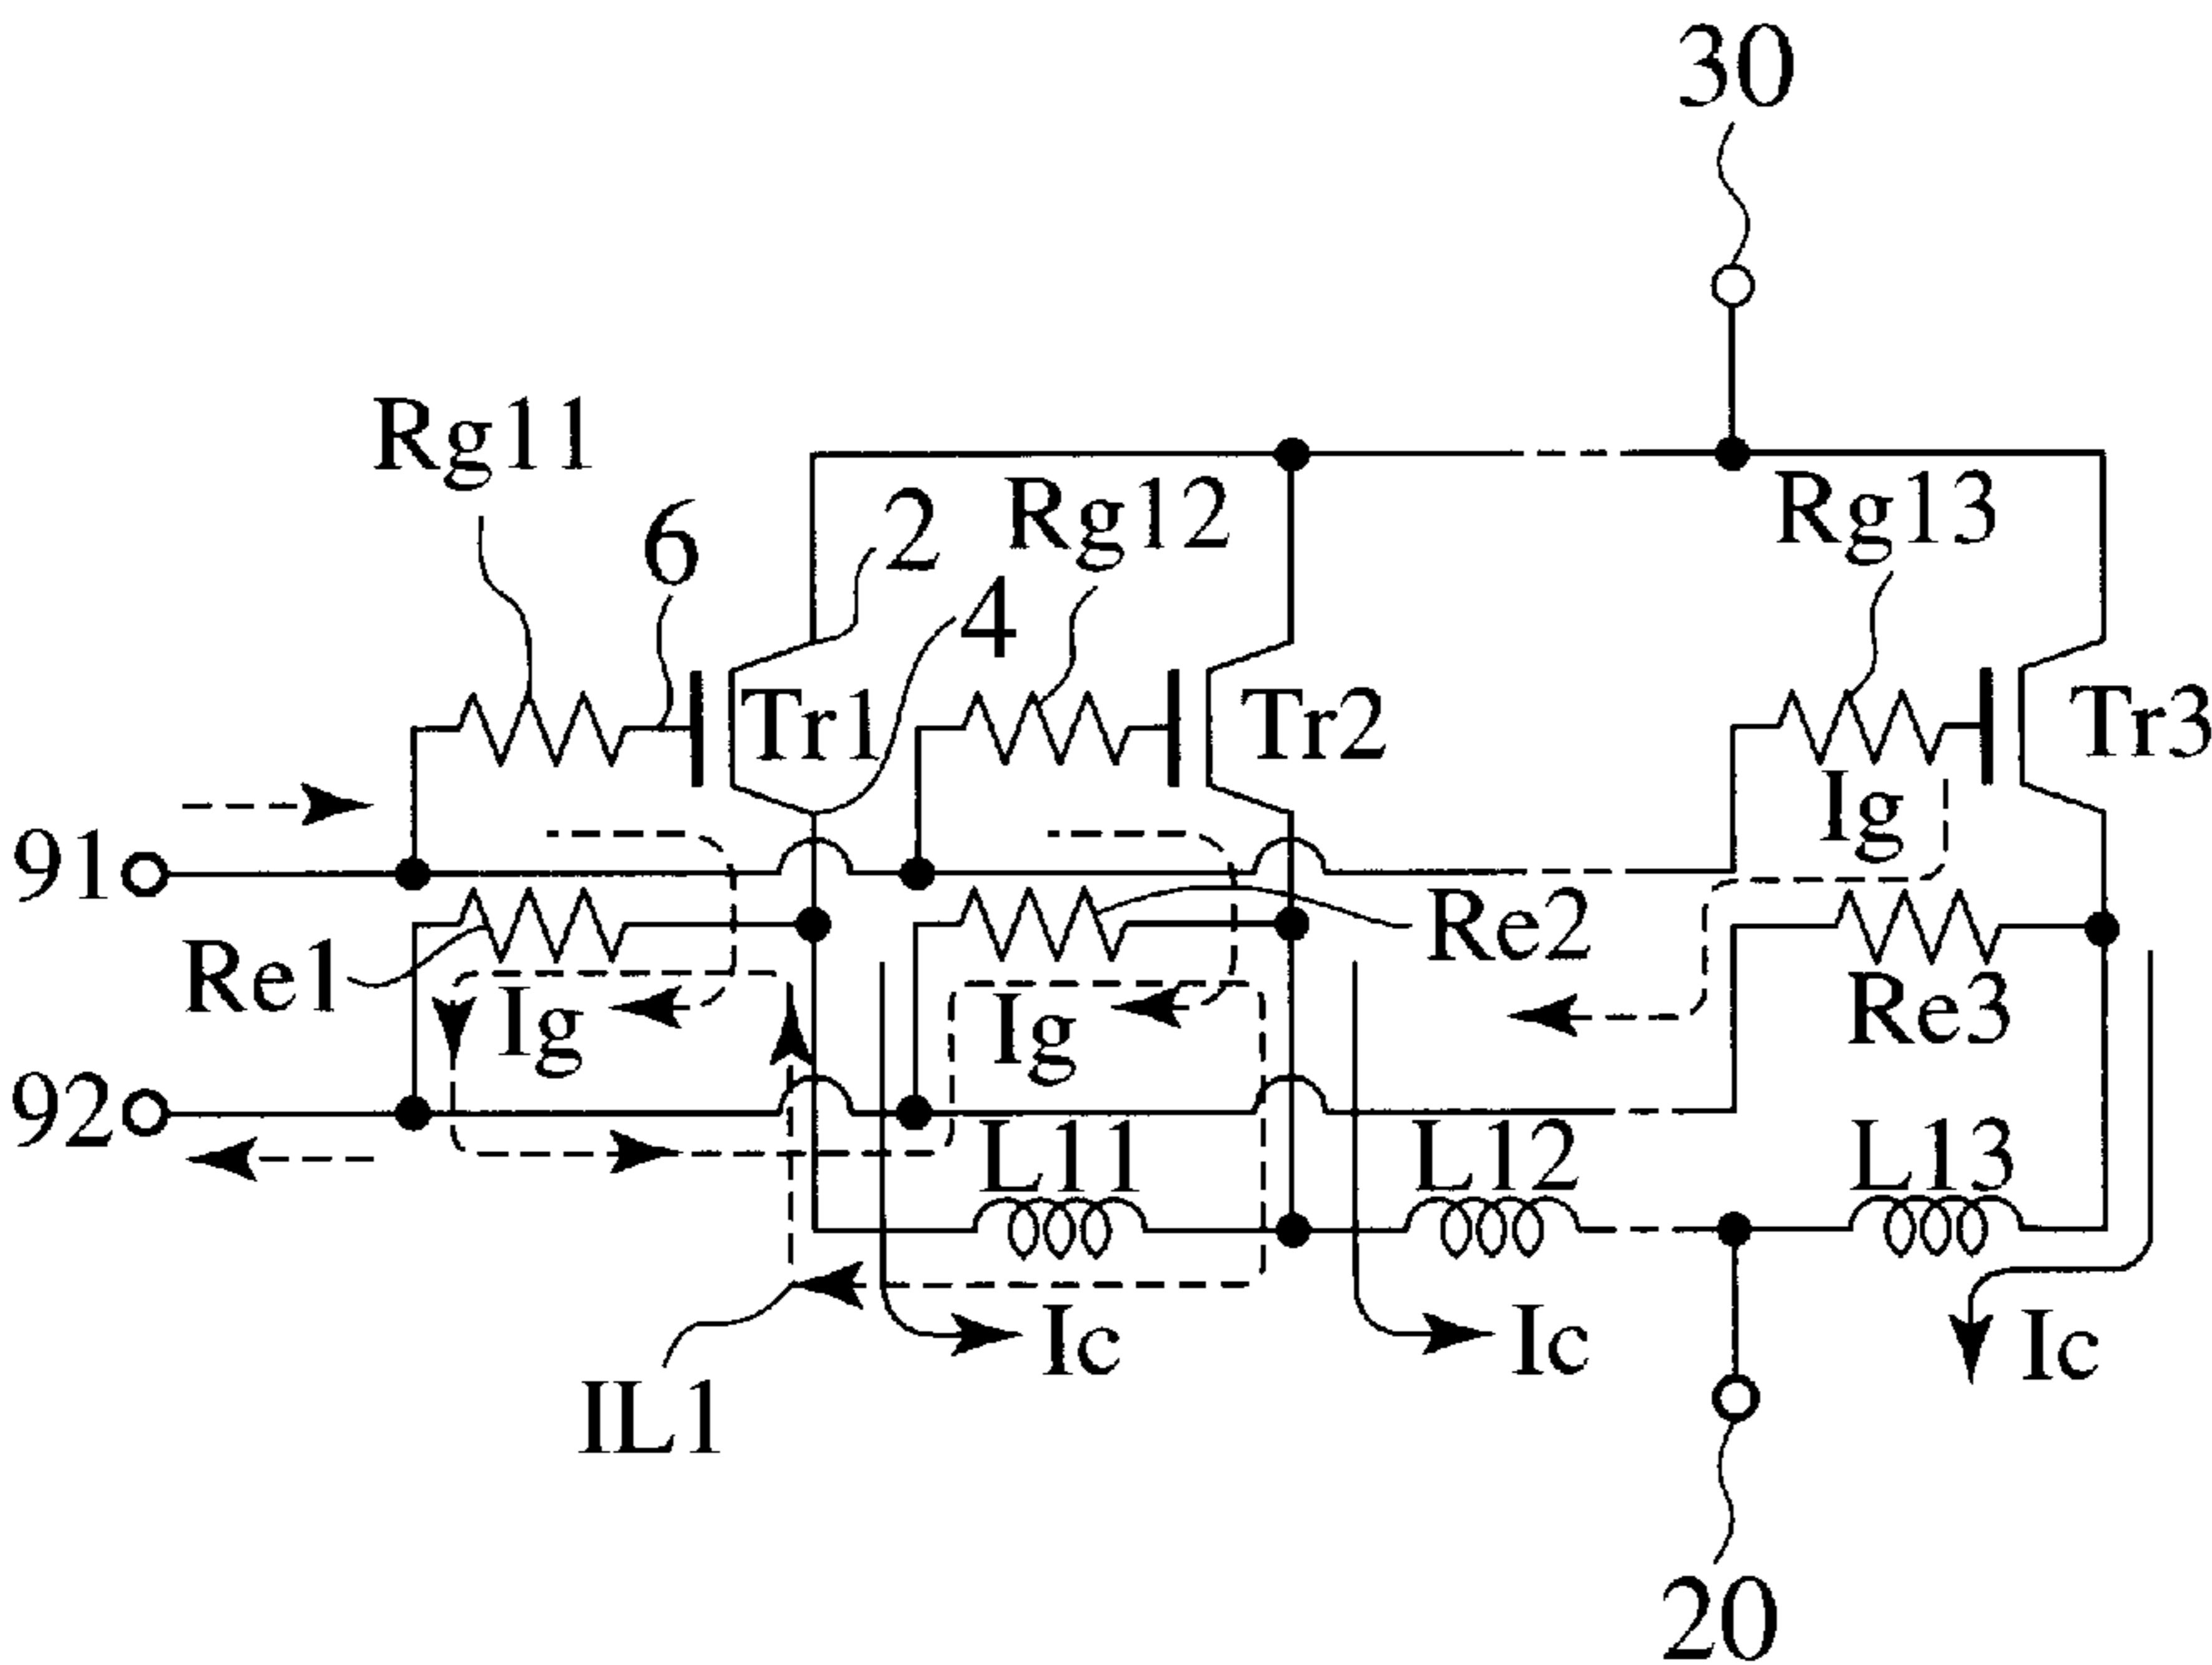 30
Rg11
6
2
Rg12
4
Rg13
Tr1
Tr2
Tr3
91
Ig
Re1
Ig
Ig
Re2
Re3
92
L11
L12
L13
Ic
Ic
Ic
IL1
20